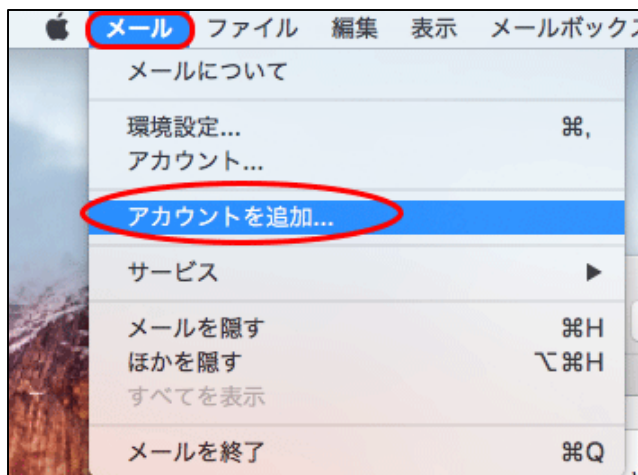 メール ファイル 編集 表示 メールボック
メールについて
環境設定... ⌘,
アカウント...
アカウントを追加...
サービス ▶
メールを隠す ⌘H
ほかを隠す ⌥⌘H
すべてを表示
メールを終了 ⌘Q